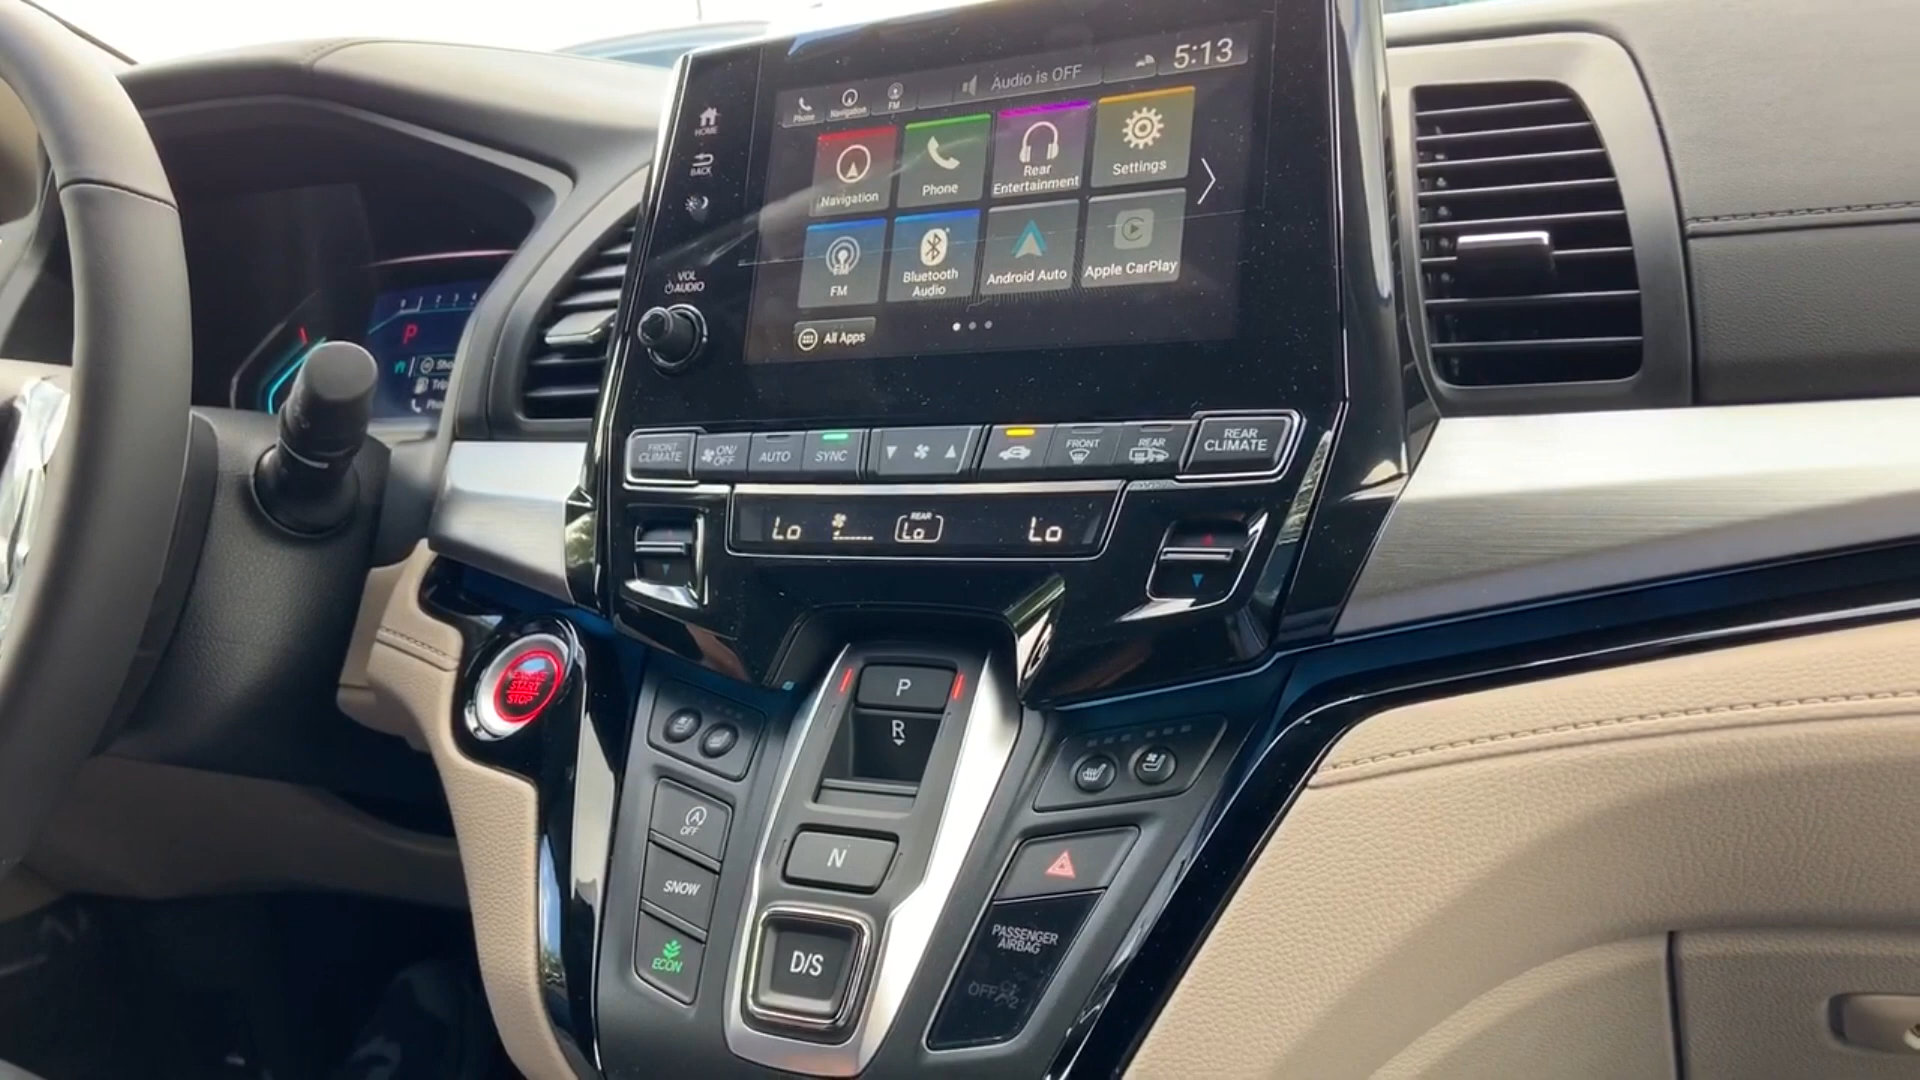 5:13
Audio is OFF
Phone
Navigation
FM
HOME
BACK
Navigation
Phone
Rear
Entertainment
Settings
FM
Bluetooth
Audio
Android Auto
Apple CarPlay
All Apps
VOL
AUDIO
P
FRONT
CLIMATE
ON/
OFF
AUTO
SYNC
FRONT
REAR
REAR
CLIMATE
Lo
REAR
Lo
Lo
ENGINE
START
STOP
P
R
N
D/S
A
OFF
SNOW
ECON
PASSENGER
AIRBAG
OFF